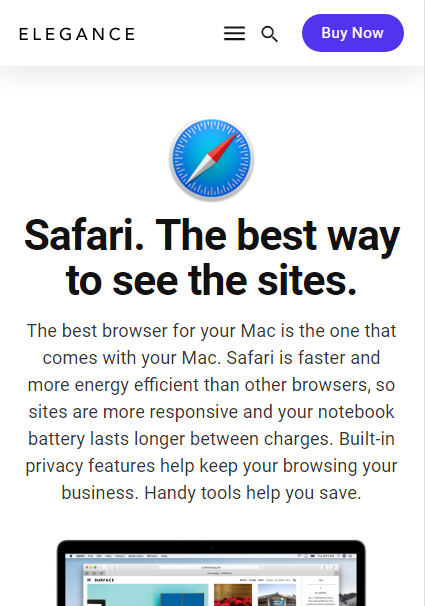 ELEGANCE
Buy Now
Safari. The best way
to see the sites.
The best browser for your Mac is the one that
comes with your Mac. Safari is faster and
more energy efficient than other browsers, so
sites are more responsive and your notebook
battery lasts longer between charges. Built-in
privacy features help keep your browsing your
business. Handy tools help you save.
SURFACE